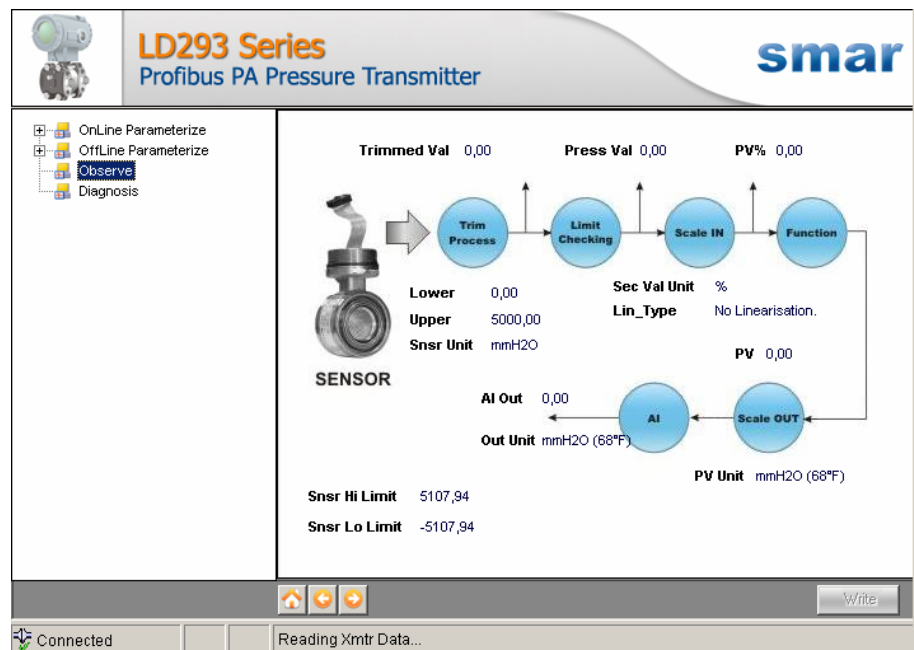 LD293 Series
Profibus PA Pressure Transmitter
smar
OnLine Parameterize
OffLine Parameterize
Observe
Diagnosis
Trimmed Val 0,00
Press Val 0,00
PV% 0,00
Trim Process
Limit Checking
Scale IN
Function
Lower 0,00
Upper 5000,00
Snsr Unit mmH2O
Sec Val Unit %
Lin_Type No Linearisation.
SENSOR
PV 0,00
AI Out 0,00
AI
Scale OUT
Out Unit mmH2O (68°F)
PV Unit mmH2O (68°F)
Snsr Hi Limit 5107,94
Snsr Lo Limit -5107,94
Write
Connected
Reading Xmtr Data...